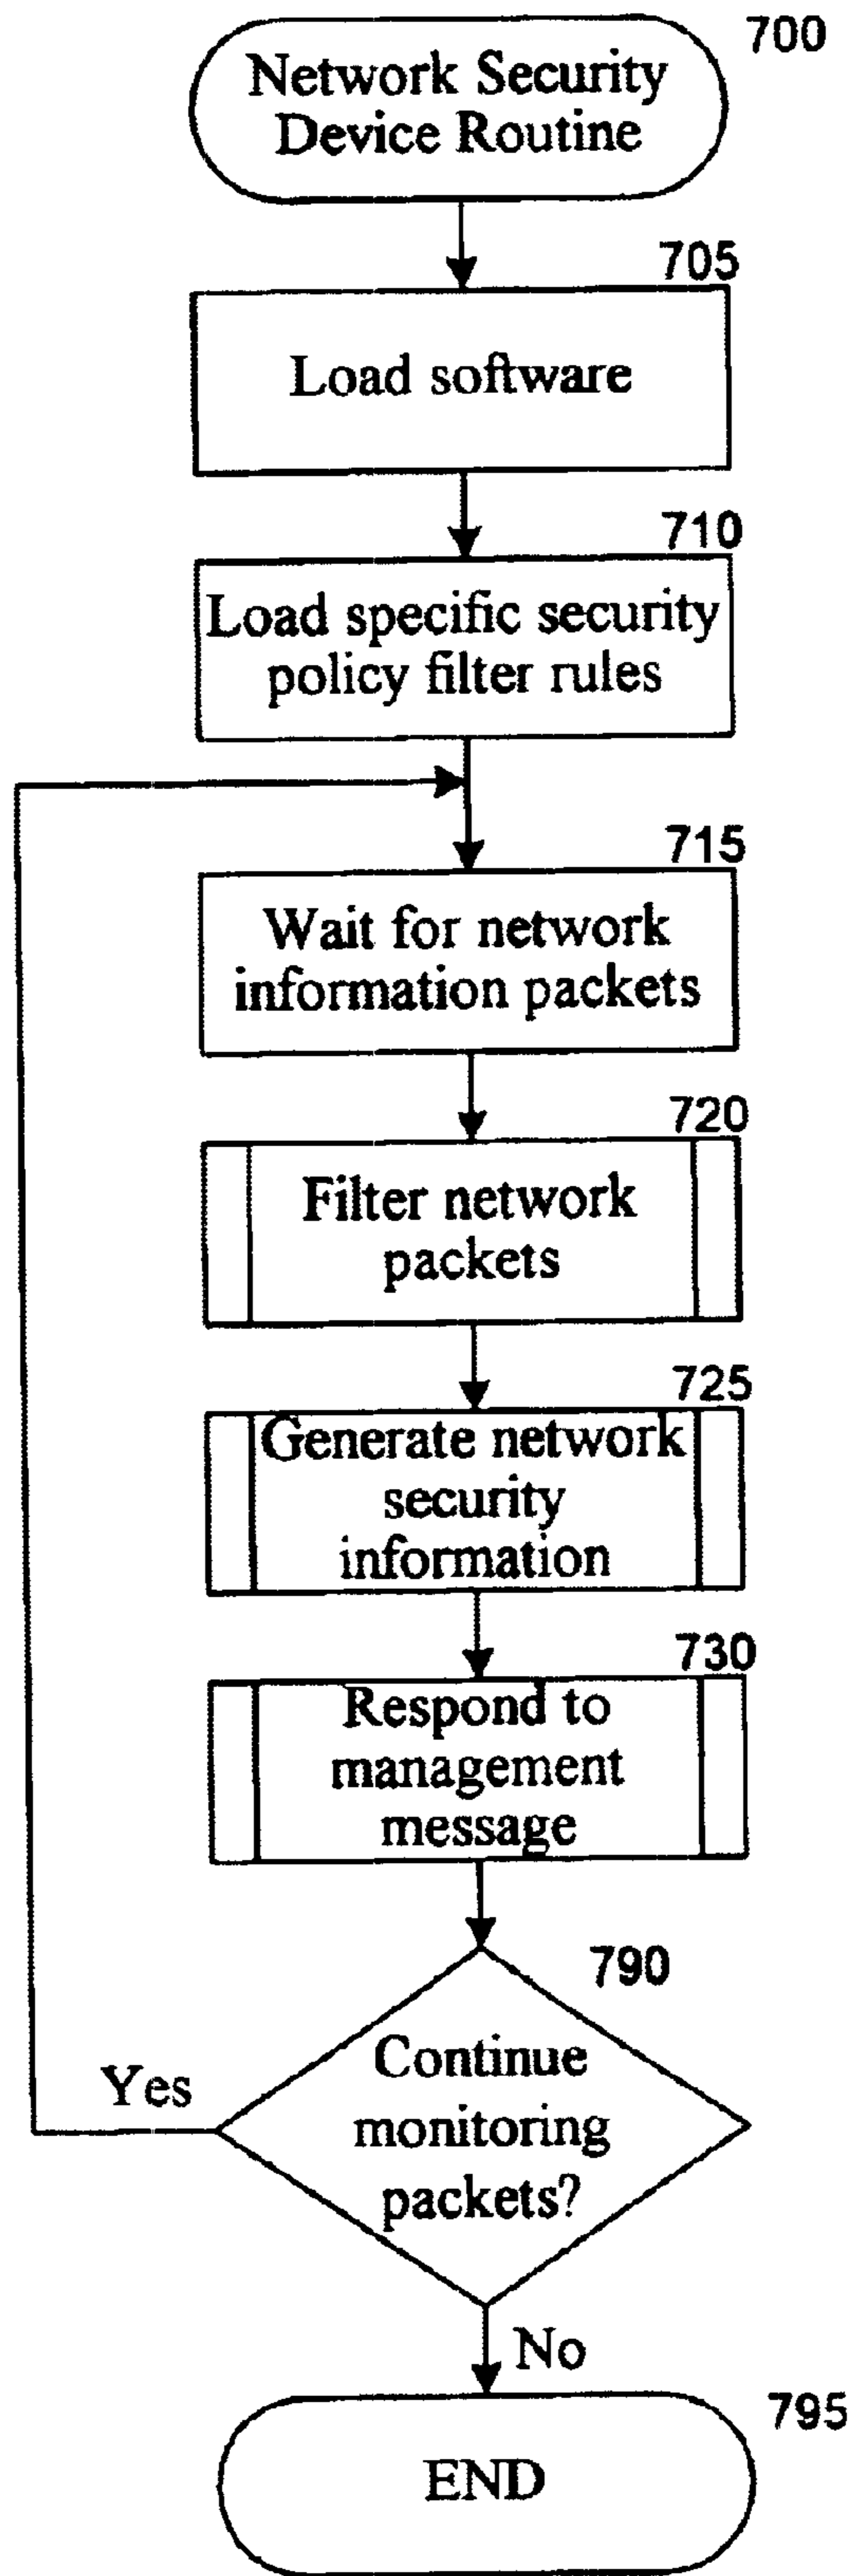 700
Network Security
Device Routine
705
Load software
710
Load specific security
policy filter rules
715
Wait for network
information packets
720
Filter network
packets
725
Generate network
security
information
730
Respond to
management
message
790
Continue
monitoring
packets?
Yes
No
795
END